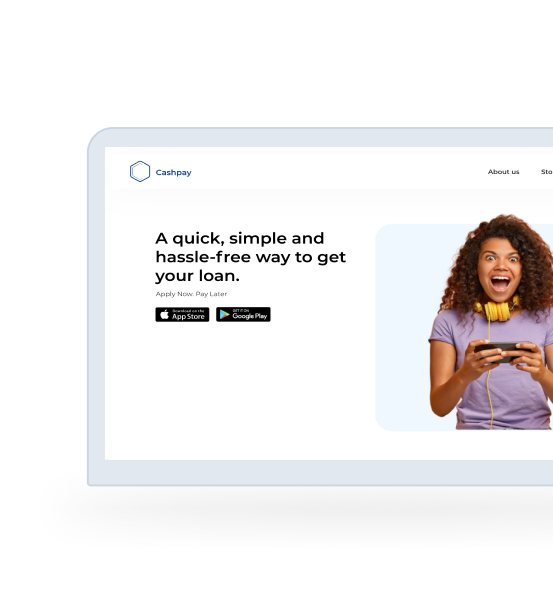 Cashpay
About us
Sto
A quick, simple and
hassle-free way to get
your loan.
Apply Now. Pay Later
Download on the
App Store
GET IT ON
Google Play